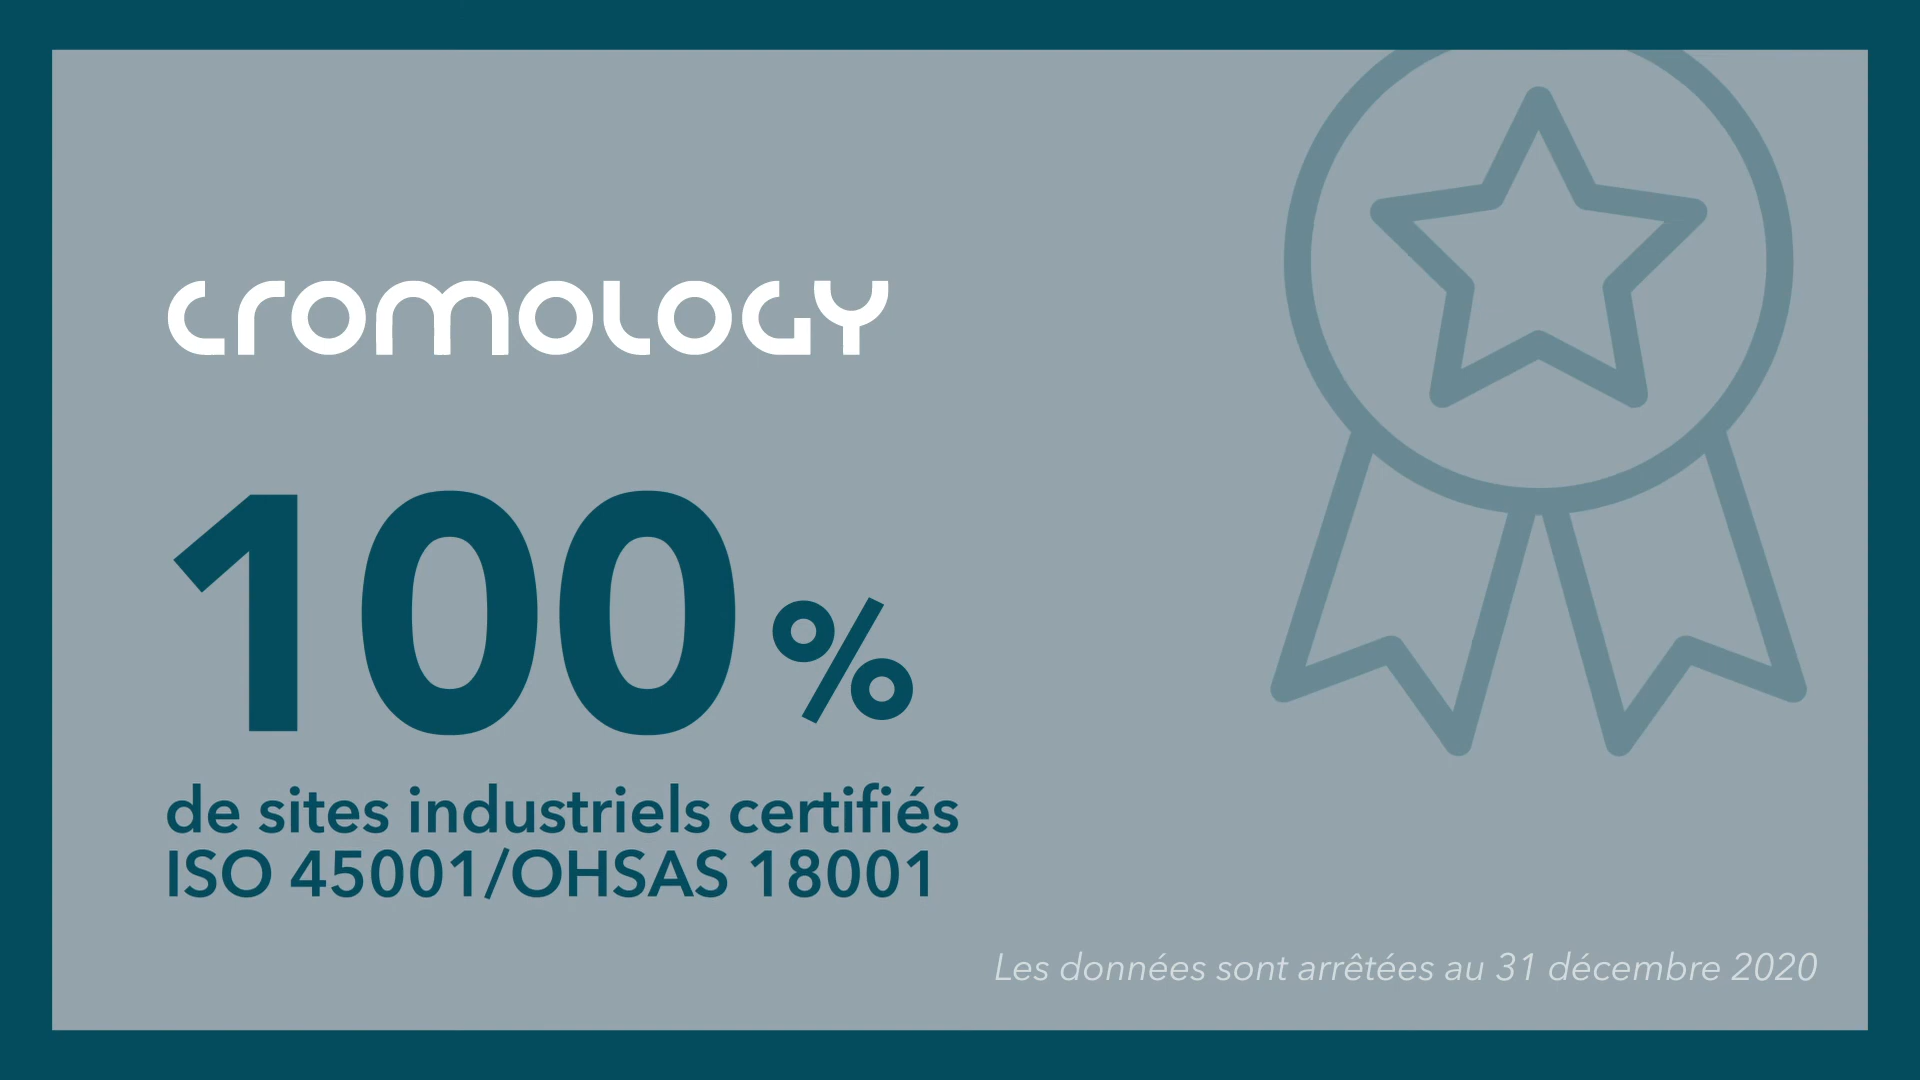 cromology
100%
de sites industriels certifiés
ISO 45001/OHSAS 18001
Les données sont arrêtées au 31 décembre 2020